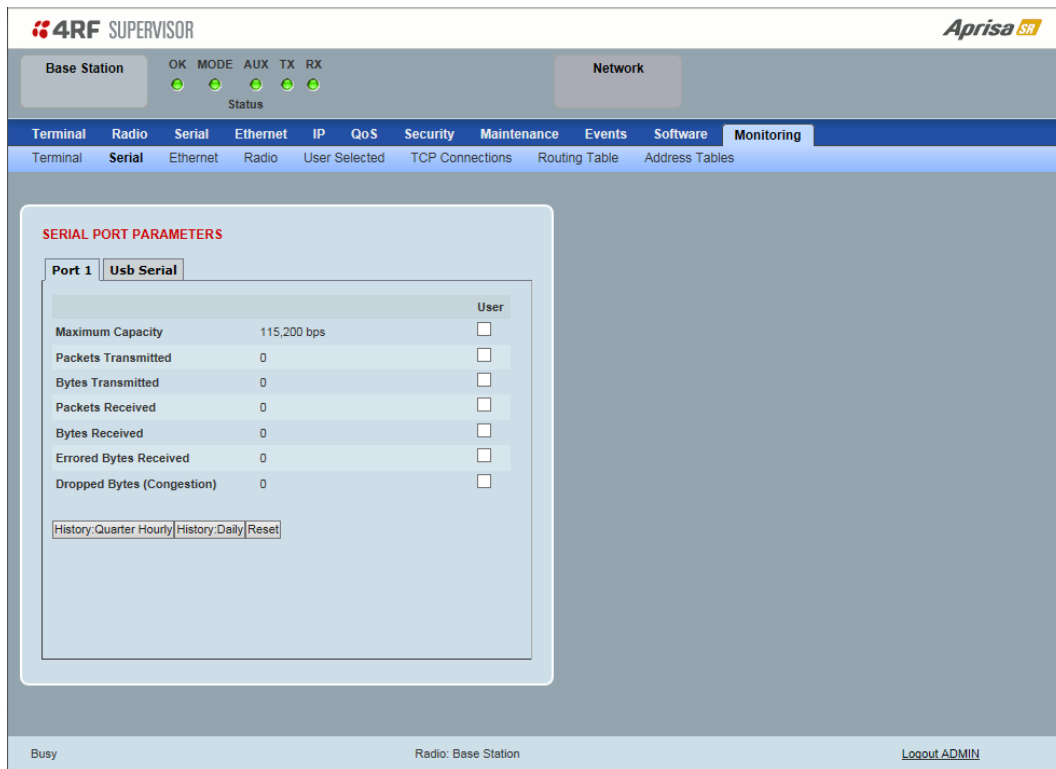 4RF SUPERVISOR
Aprisa SR
Base Station
OK MODE AUX TX RX
Status
Network
Terminal Radio Serial Ethernet IP QoS Security Maintenance Events Software Monitoring
Terminal Serial Ethernet Radio User Selected TCP Connections Routing Table Address Tables
SERIAL PORT PARAMETERS
Port 1 Usb Serial
User
Maximum Capacity 115,200 bps
Packets Transmitted 0
Bytes Transmitted 0
Packets Received 0
Bytes Received 0
Errored Bytes Received 0
Dropped Bytes (Congestion) 0
History:Quarter Hourly History:Daily Reset
Busy Radio: Base Station Logout ADMIN